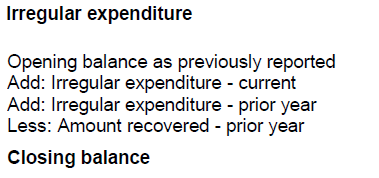 Irregular expenditure
Opening balance as previously reported
Add: Irregular expenditure - current
Add: Irregular expenditure - prior year
Less: Amount recovered - prior year
Closing balance